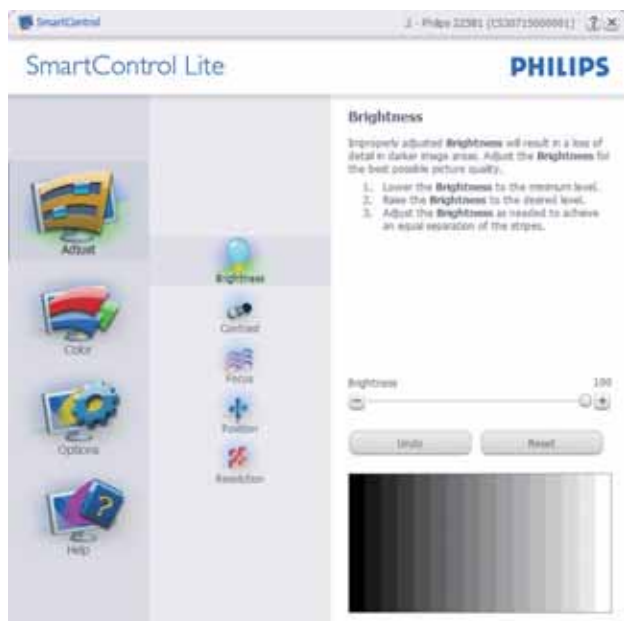 SmartControl
2 - Philips 225B1 (CS30715000001) ? X
SmartControl Lite
PHILIPS
Brightness
Improperly adjusted Brightness will result in a loss of
detail in darker image areas. Adjust the Brightness for
the best possible picture quality.
1. Lower the Brightness to the minimum level.
2. Raise the Brightness to the desired level.
3. Adjust the Brightness as needed to achieve
an equal separation of the stripes.
Adjust
Color
Options
Help
Brightness
Contrast
Focus
Position
Resolution
Brightness 100
Undo Reset